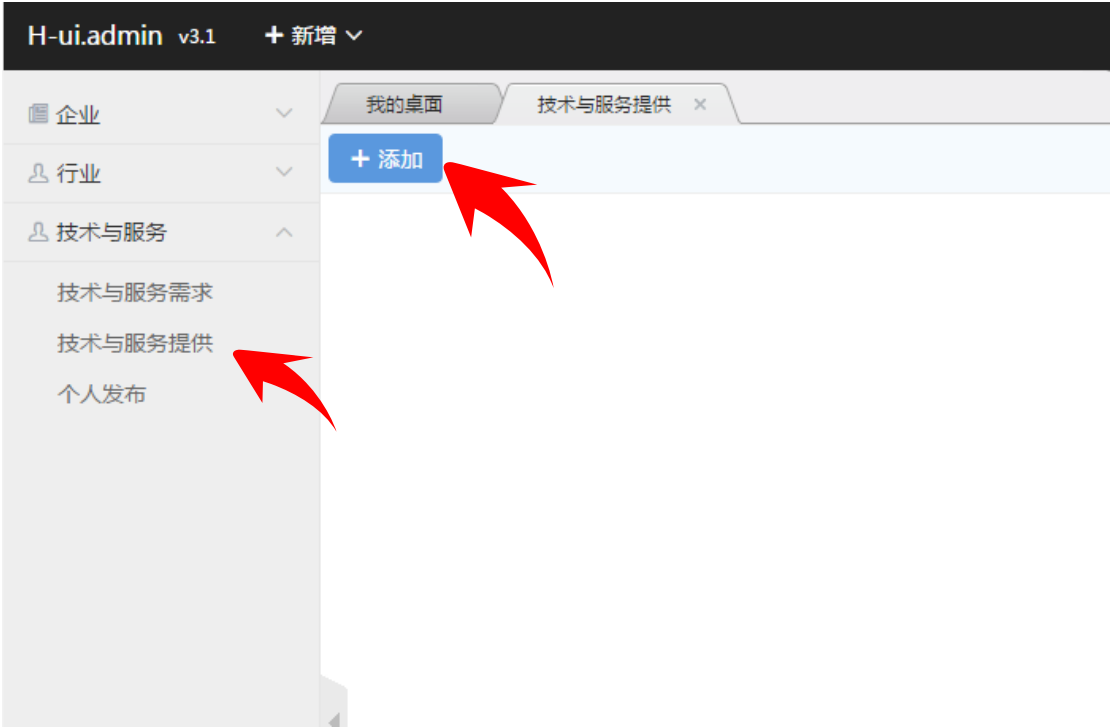 H-ui.admin v3.1 新增
企业
行业
技术与服务
技术与服务需求
技术与服务提供
个人发布
我的桌面 技术与服务提供
添加